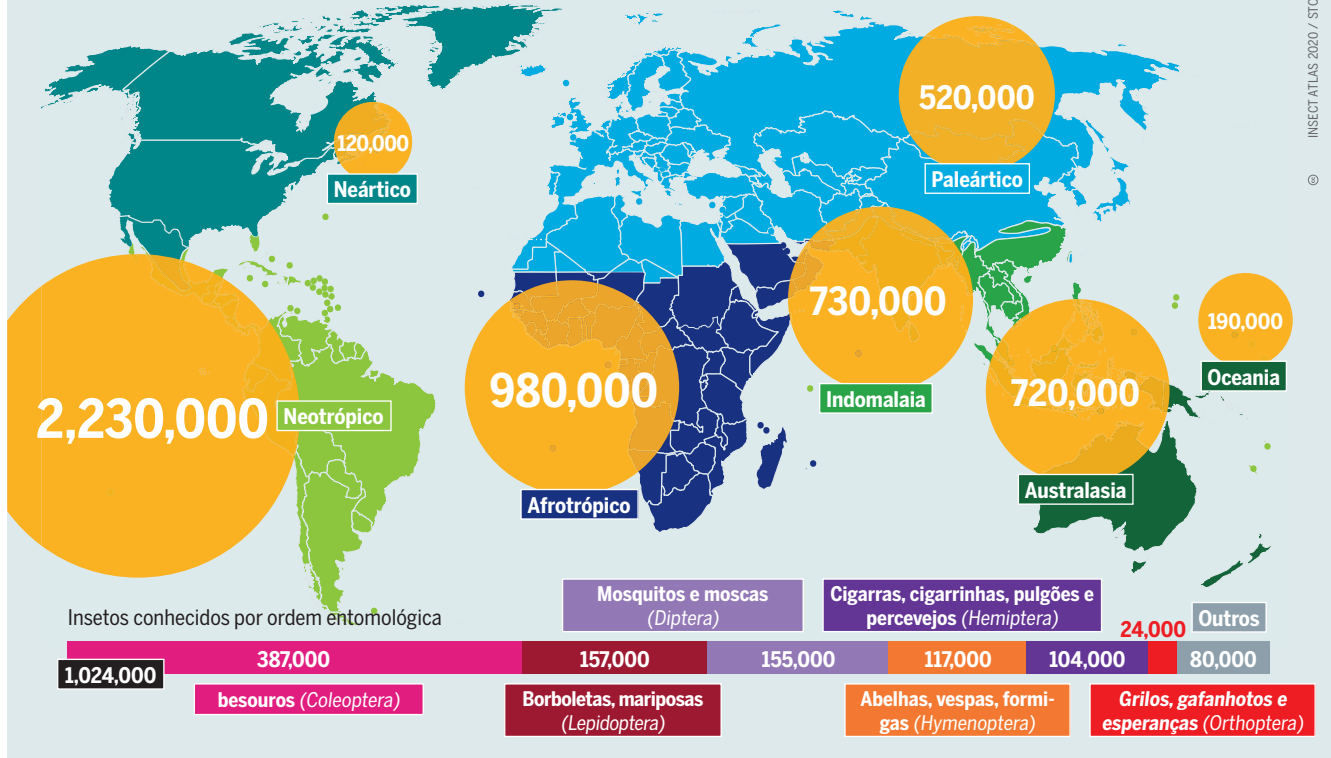 INSECT ATLAS 2020 / STO
120,000
Neártico
520,000
Paleártico
2,230,000
Neotrópico
980,000
Afrotrópico
730,000
Indomalaia
720,000
Australasia
190,000
Oceania
Insetos conhecidos por ordem entomológica
1,024,000
387,000
besouros (Coleoptera)
157,000
Borboletas, mariposas
(Lepidoptera)
Mosquitos e moscas
(Diptera)
155,000
117,000
Abelhas, vespas, formi-
gas (Hymenoptera)
Cigarras, cigarrinhas, pulgões e
percevejos (Hemiptera)
104,000
24,000
Grilos, gafanhotos e
esperanças (Orthoptera)
Outros
80,000